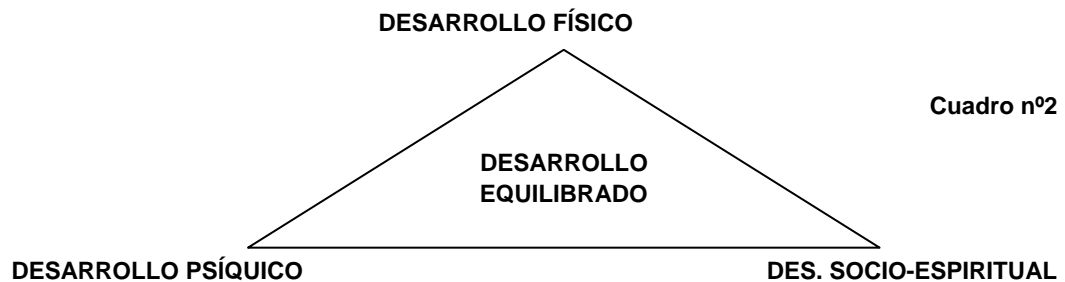 DESARROLLO FÍSICO
Cuadro nº2
DESARROLLO
EQUILIBRADO
DESARROLLO PSÍQUICO
DES. SOCIO-ESPIRITUAL